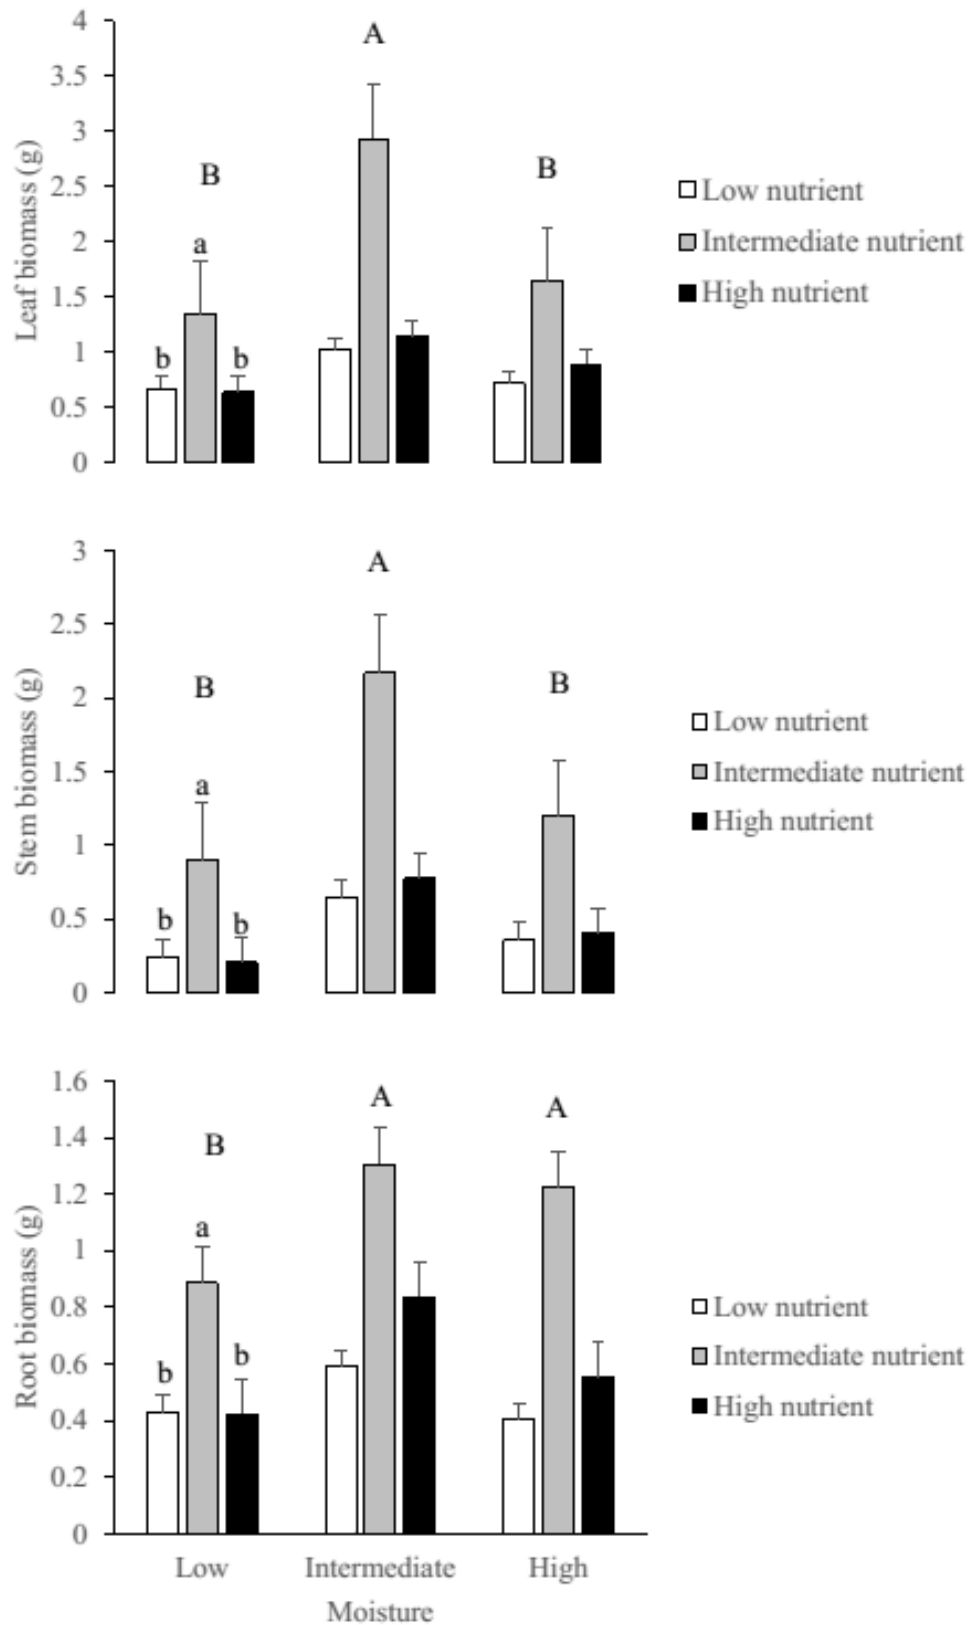 4
3.5
3
2.5
2
1.5
1
0.5
0
Leaf biomass (g)
B
A
B
a
b
b
Low nutrient
Intermediate nutrient
High nutrient
3
2.5
2
1.5
1
0.5
0
Stem biomass (g)
B
A
B
a
b
b
Low nutrient
Intermediate nutrient
High nutrient
1.6
1.4
1.2
1
0.8
0.6
0.4
0.2
0
Root biomass (g)
B
A
A
a
b
b
Low nutrient
Intermediate nutrient
High nutrient
Low Intermediate High
Moisture